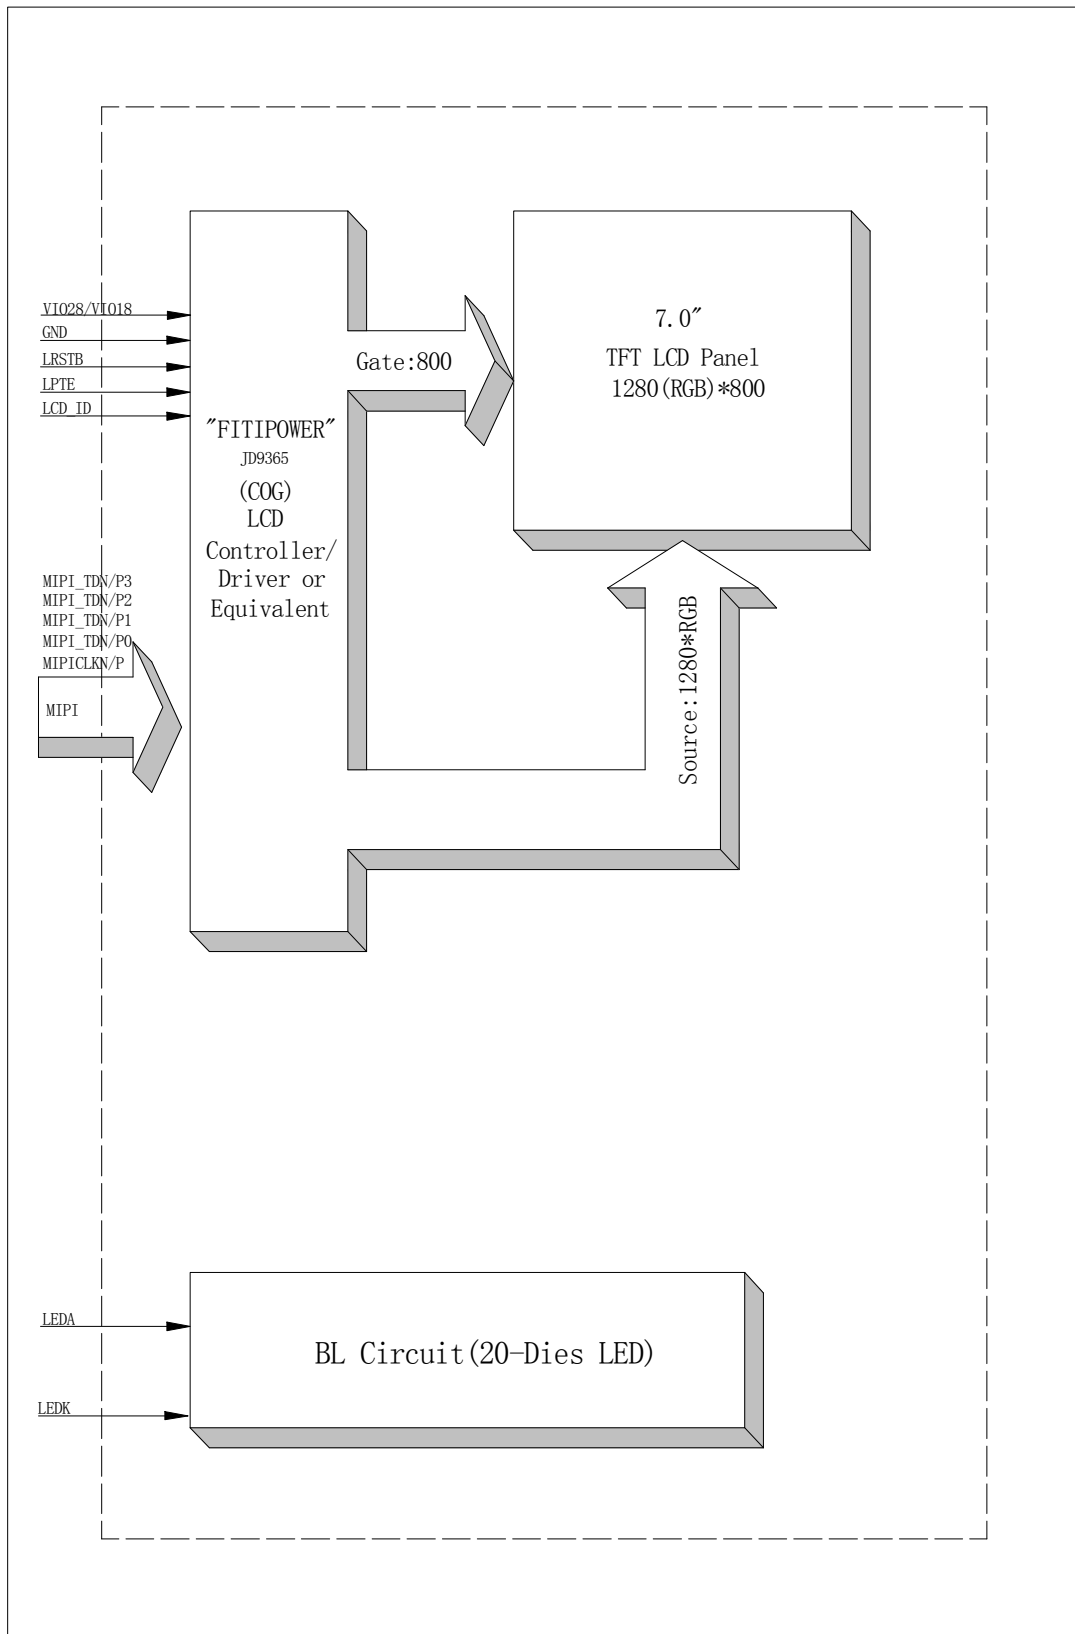 VIO28/VIO18
GND
LRSTB
LPTE
LCD_ID
"FITIPOWER"
JD9365
(COG)
LCD
Controller/
Driver or
Equivalent
Gate:800
7.0"
TFT LCD Panel
1280(RGB)*800
MIPI_TDN/P3
MIPI_TDN/P2
MIPI_TDN/P1
MIPI_TDN/P0
MIPICLKN/P
MIPI
Source:1280*RGB
LEDA
BL Circuit(20-Dies LED)
LEDK